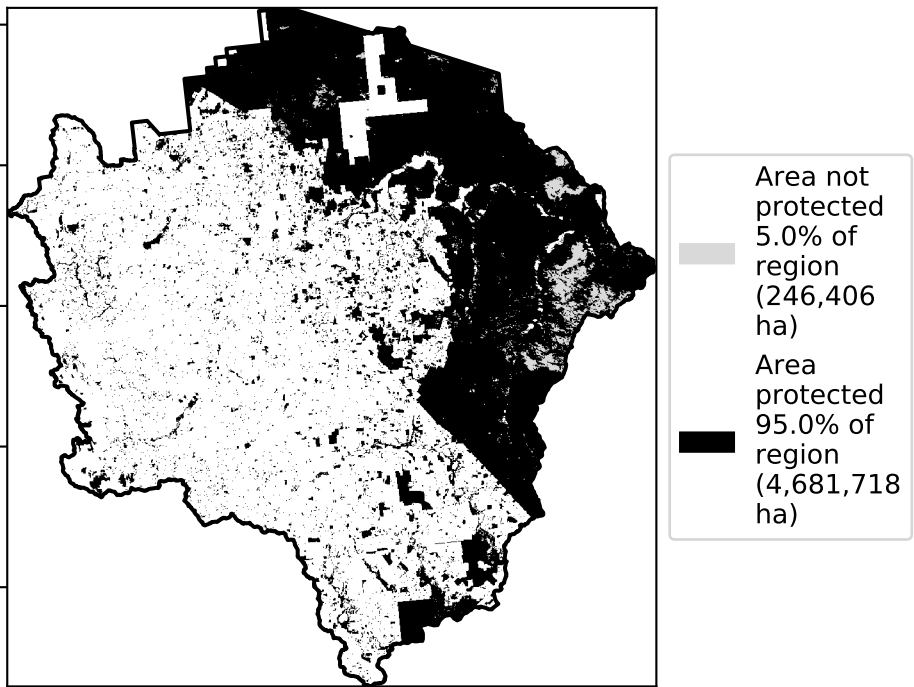 Area not
protected
5.0% of
region
(246,406
ha)
Area
protected
95.0% of
region
(4,681,718
ha)